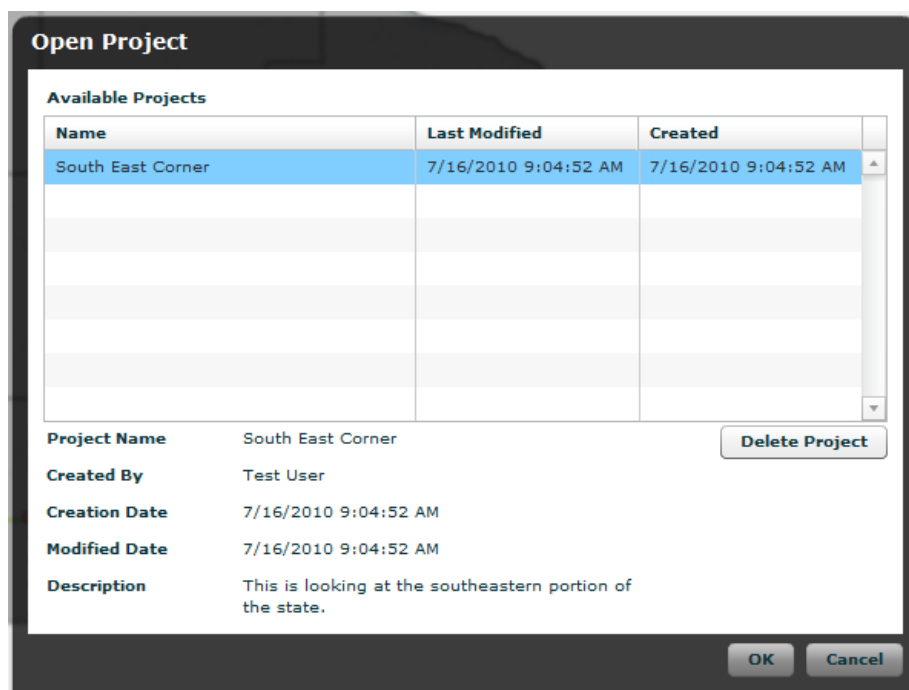 Open Project
Available Projects
Name Last Modified Created
South East Corner 7/16/2010 9:04:52 AM 7/16/2010 9:04:52 AM
Project Name South East Corner Delete Project
Created By Test User
Creation Date 7/16/2010 9:04:52 AM
Modified Date 7/16/2010 9:04:52 AM
Description This is looking at the southeastern portion of
the state.
OK Cancel